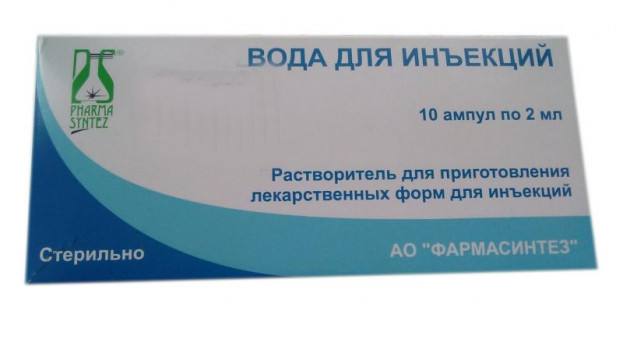 PHARMA
SYNTEZ
ВОДА ДЛЯ ИНЪЕКЦИЙ
10 ампул по 2 мл
Растворитель для приготовления
лекарственных форм для инъекций
Стерильно
АО "ФАРМАСИНТЕЗ"